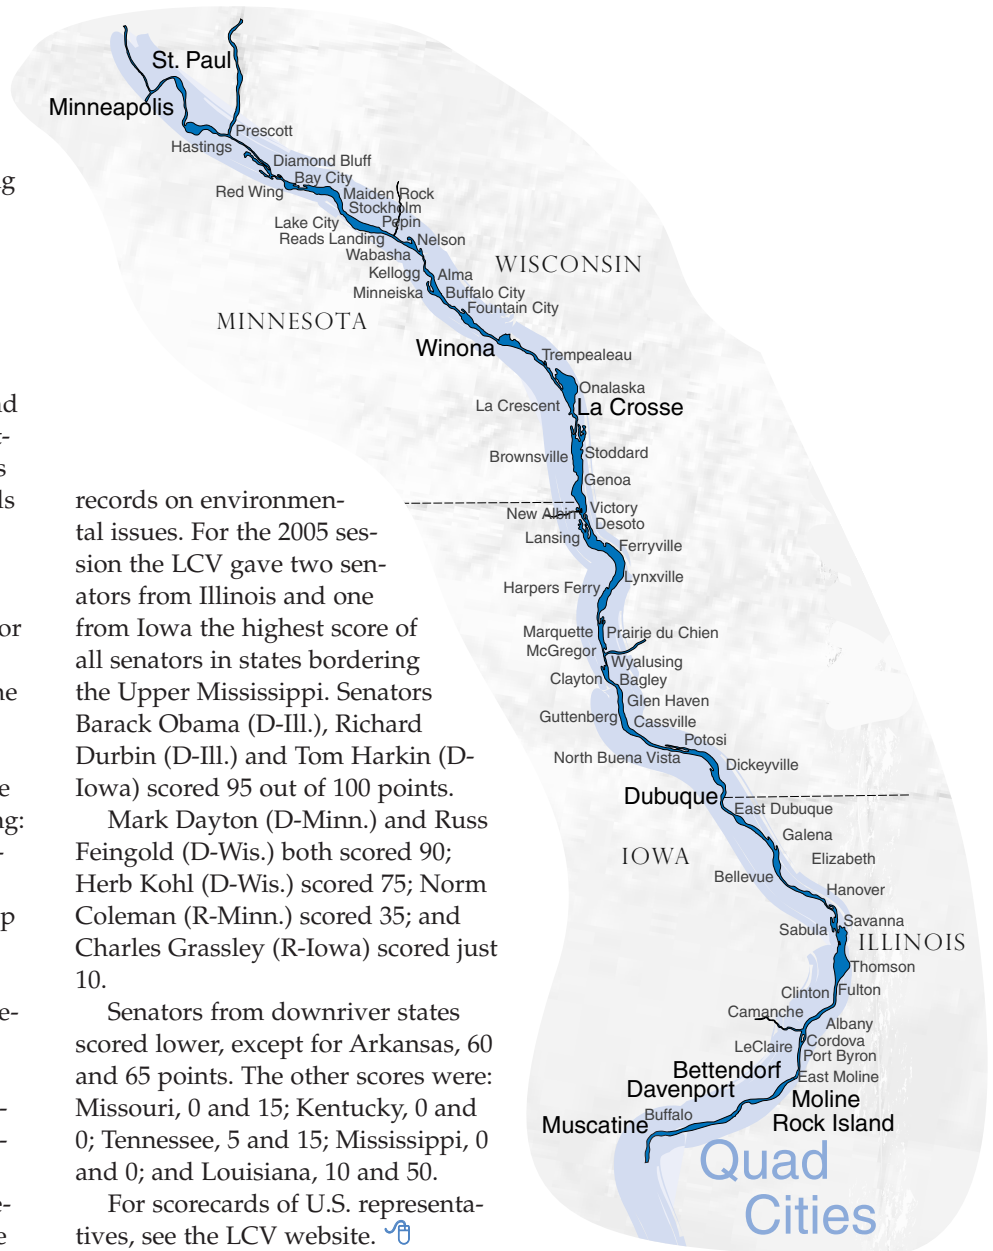 St. Paul
Minneapolis
Prescott
Hastings
Diamond Bluff
Bay City
Red Wing
Maiden Rock
Stockholm
Lake City
Pepin
Reads Landing
Nelson
Wabasha
WISCONSIN
Kellogg
Alma
Minneiska
Buffalo City
Fountain City
MINNESOTA
Winona
Trempealeau
Onalaska
La Crescent
La Crosse
Brownsville
Stoddard
Genoa
New Albin
Victory
Desoto
Lansing
Ferryville
Lynxville
Harpers Ferry
Marquette
Prairie du Chien
McGregor
Wyalusing
Clayton
Bagley
Glen Haven
Guttenberg
Cassville
Potosi
North Buena Vista
Dickeyville
Dubuque
East Dubuque
Galena
IOWA
Elizabeth
Bellevue
Hanover
Savanna
Sabula
ILLINOIS
Thomson
Clinton
Fulton
Camanche
Albany
Cordova
LeClaire
Port Byron
Bettendorf
East Moline
Davenport
Moline
Buffalo
Rock Island
Muscatine
Quad
Cities
records on environmen-
tal issues. For the 2005 ses-
sion the LCV gave two sen-
ators from Illinois and one
from Iowa the highest score of
all senators in states bordering
the Upper Mississippi. Senators
Barack Obama (D-Ill.), Richard
Durbin (D-Ill.) and Tom Harkin (D-
Iowa) scored 95 out of 100 points.
Mark Dayton (D-Minn.) and Russ
Feingold (D-Wis.) both scored 90;
Herb Kohl (D-Wis.) scored 75; Norm
Coleman (R-Minn.) scored 35; and
Charles Grassley (R-Iowa) scored just
10.
Senators from downriver states
scored lower, except for Arkansas, 60
and 65 points. The other scores were:
Missouri, 0 and 15; Kentucky, 0 and
0; Tennessee, 5 and 15; Mississippi, 0
and 0; and Louisiana, 10 and 50.
For scorecards of U.S. representa-
tives, see the LCV website.